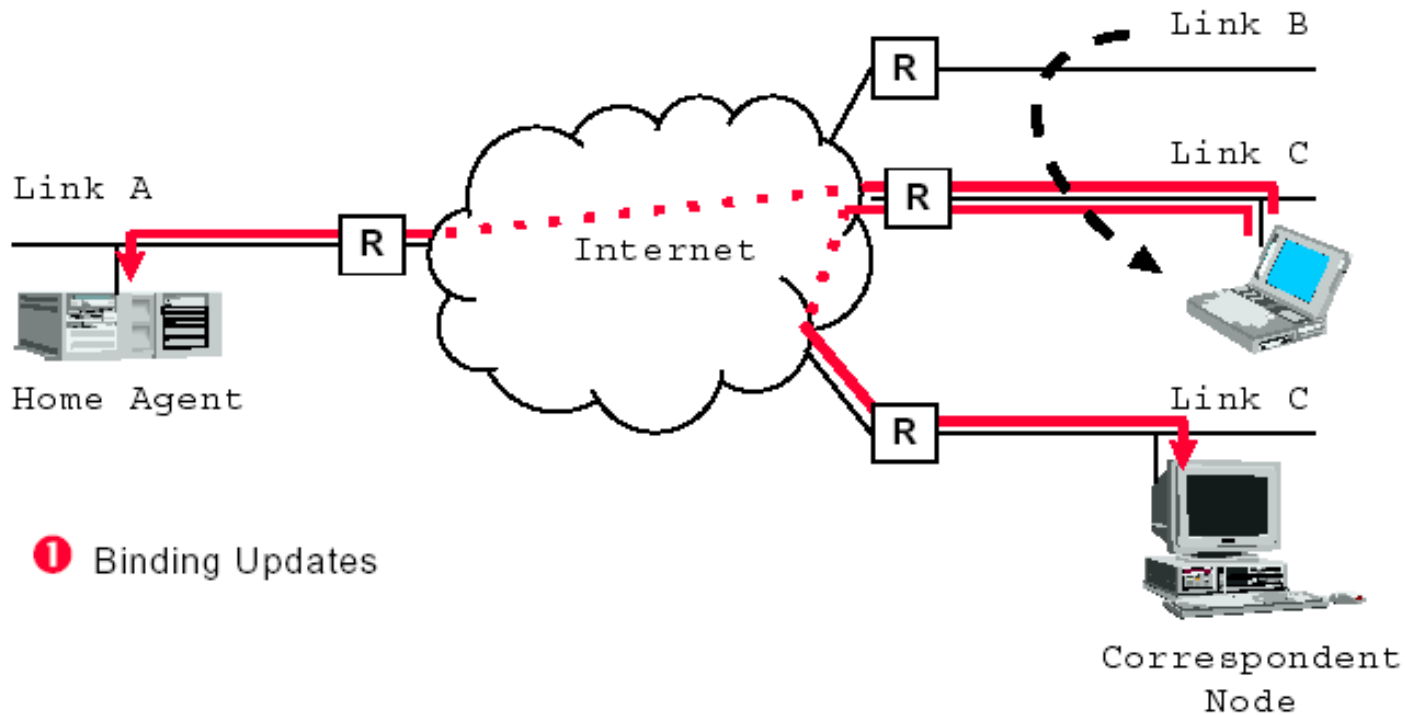 Link B
R
Link C
Link A
R
R
Internet
Home Agent
Link C
R
1 Binding Updates
Correspondent
Node